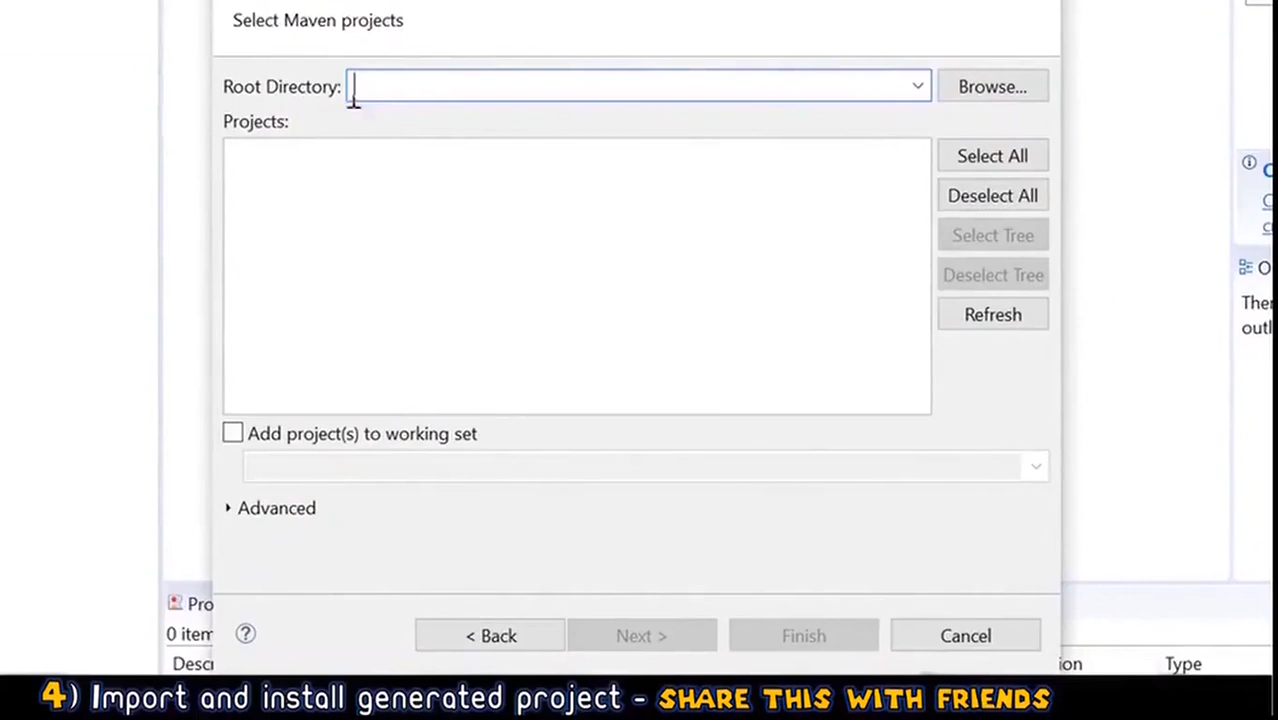 Select Maven projects
Root Directory:
Browse...
Projects:
Select All
Deselect All
Select Tree
Deselect Tree
Refresh
Add project(s) to working set
Advanced
Ther
outl
Pro
0 item
< Back
Next >
Finish
Cancel
Descr
ion
Type
4) Import and install generated project - SHARE THIS WITH FRIENDS